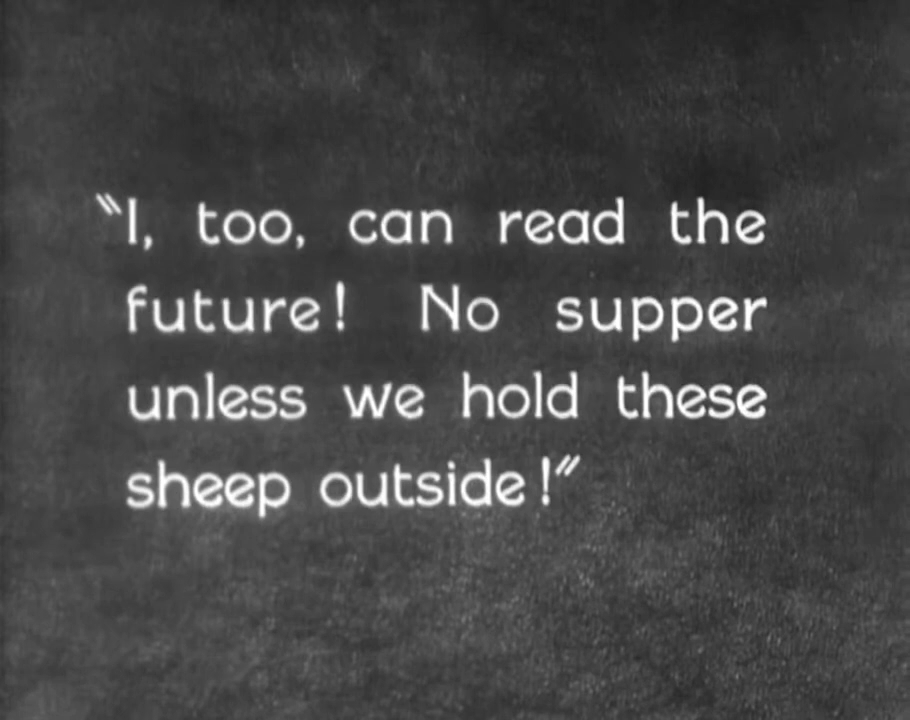 “I, too, can read the
future! No supper
unless we hold these
sheep outside!”